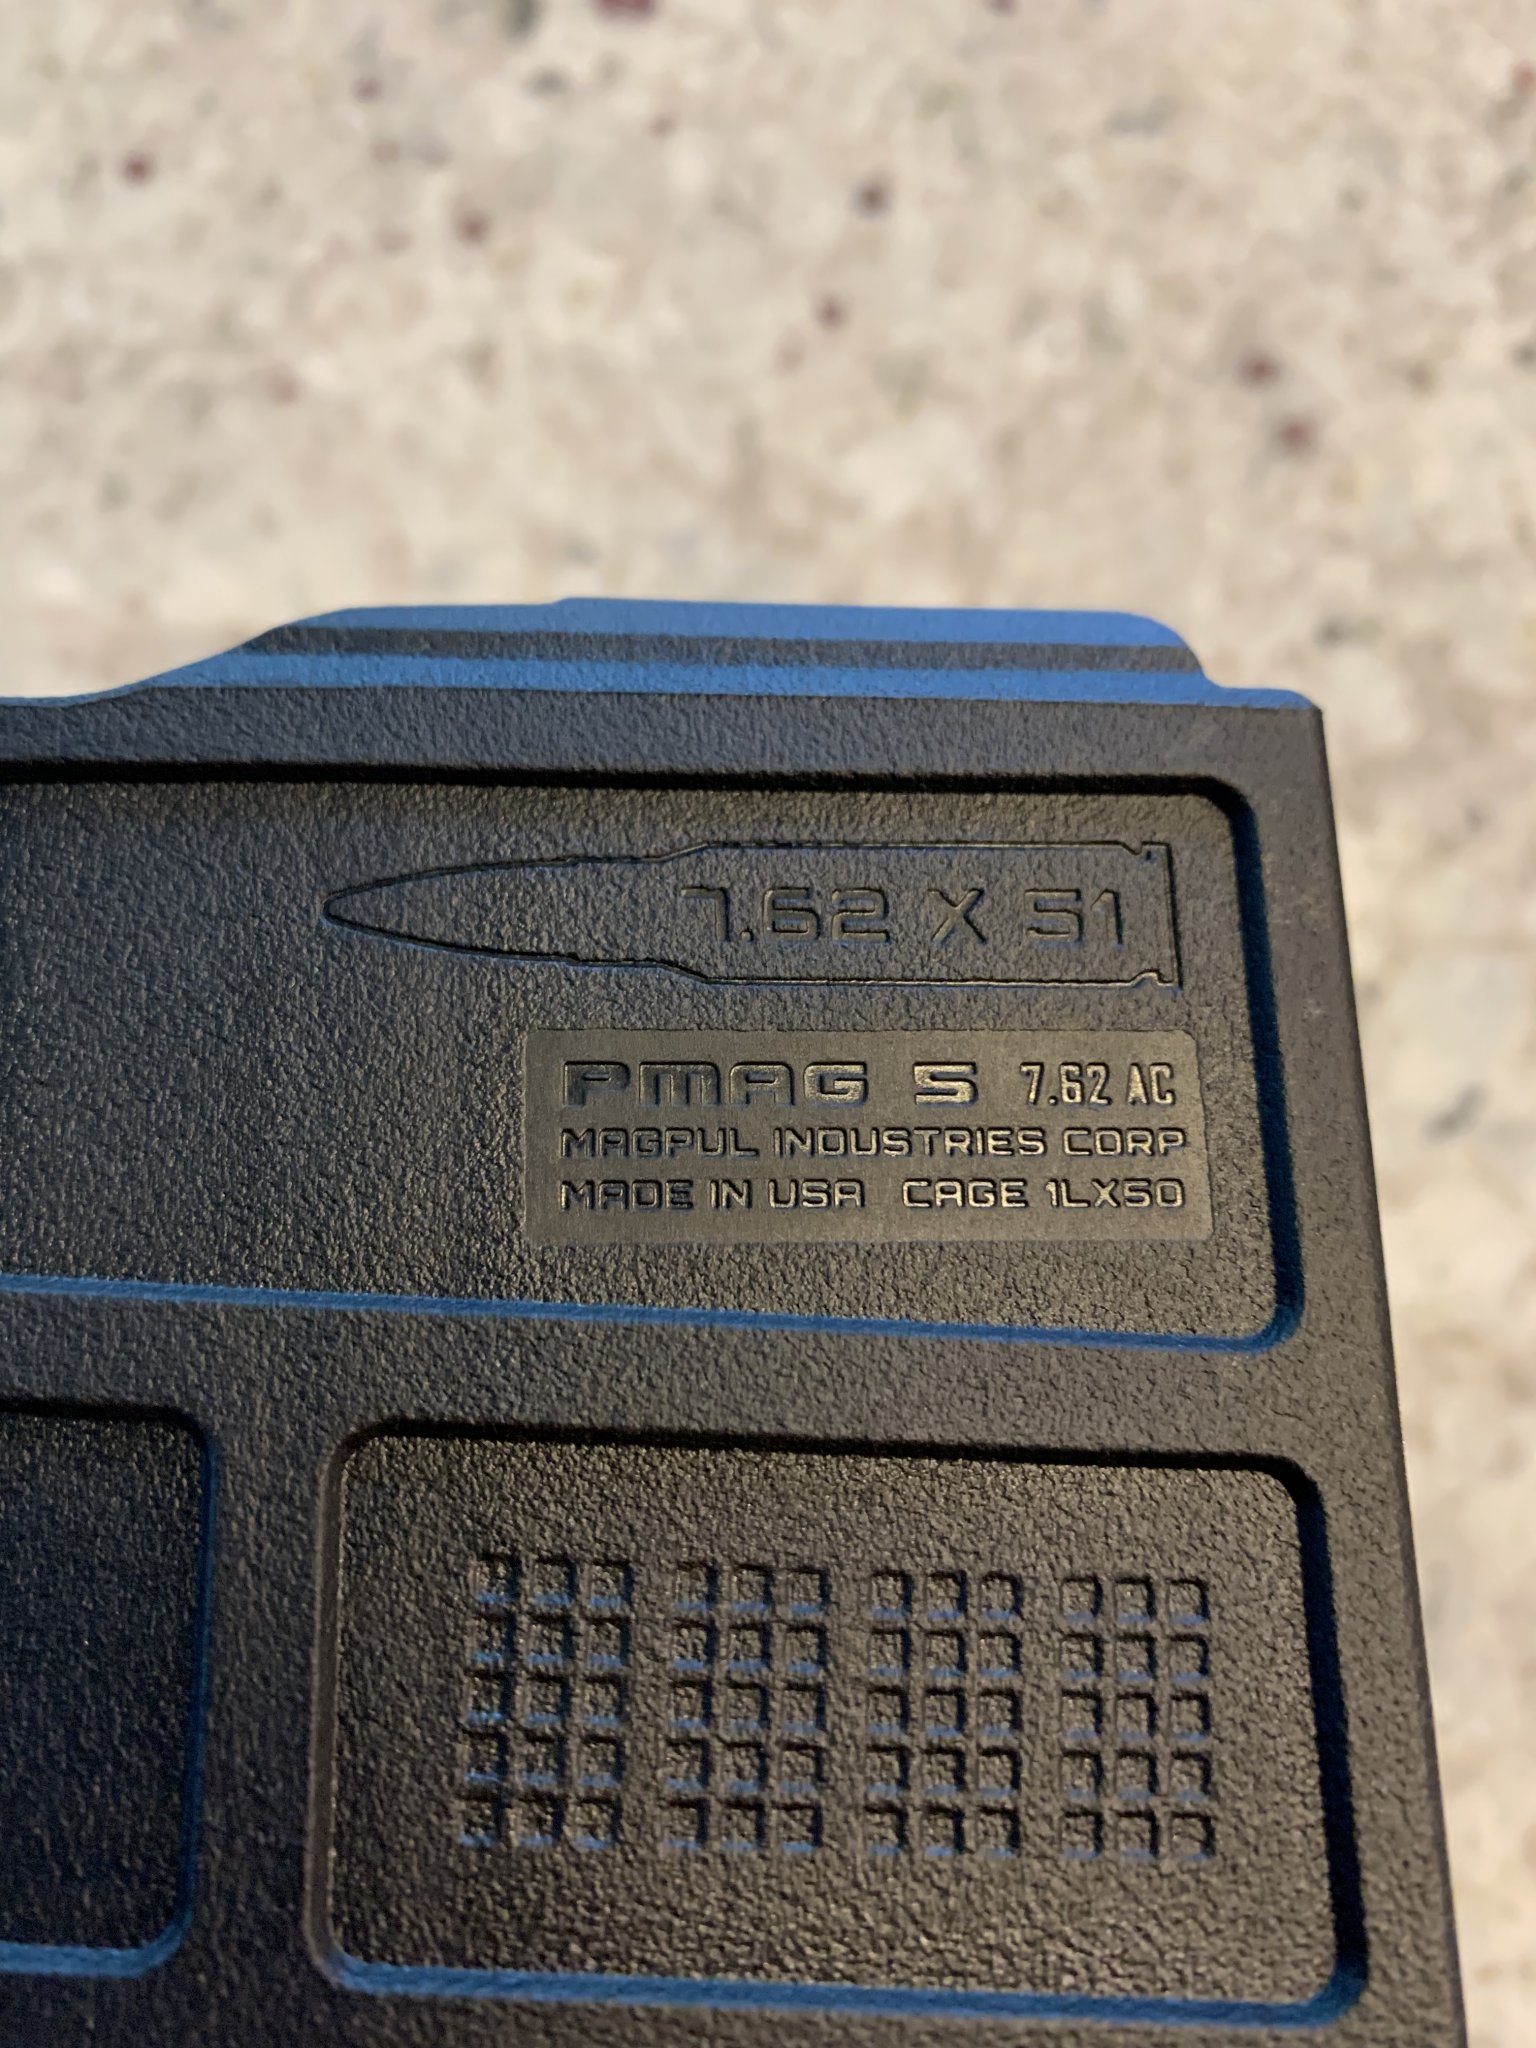 7.62 X 51
PMAG 5 7.62 AC
MAGPUL INDUSTRIES CORP
MADE IN USA CAGE 1LX50